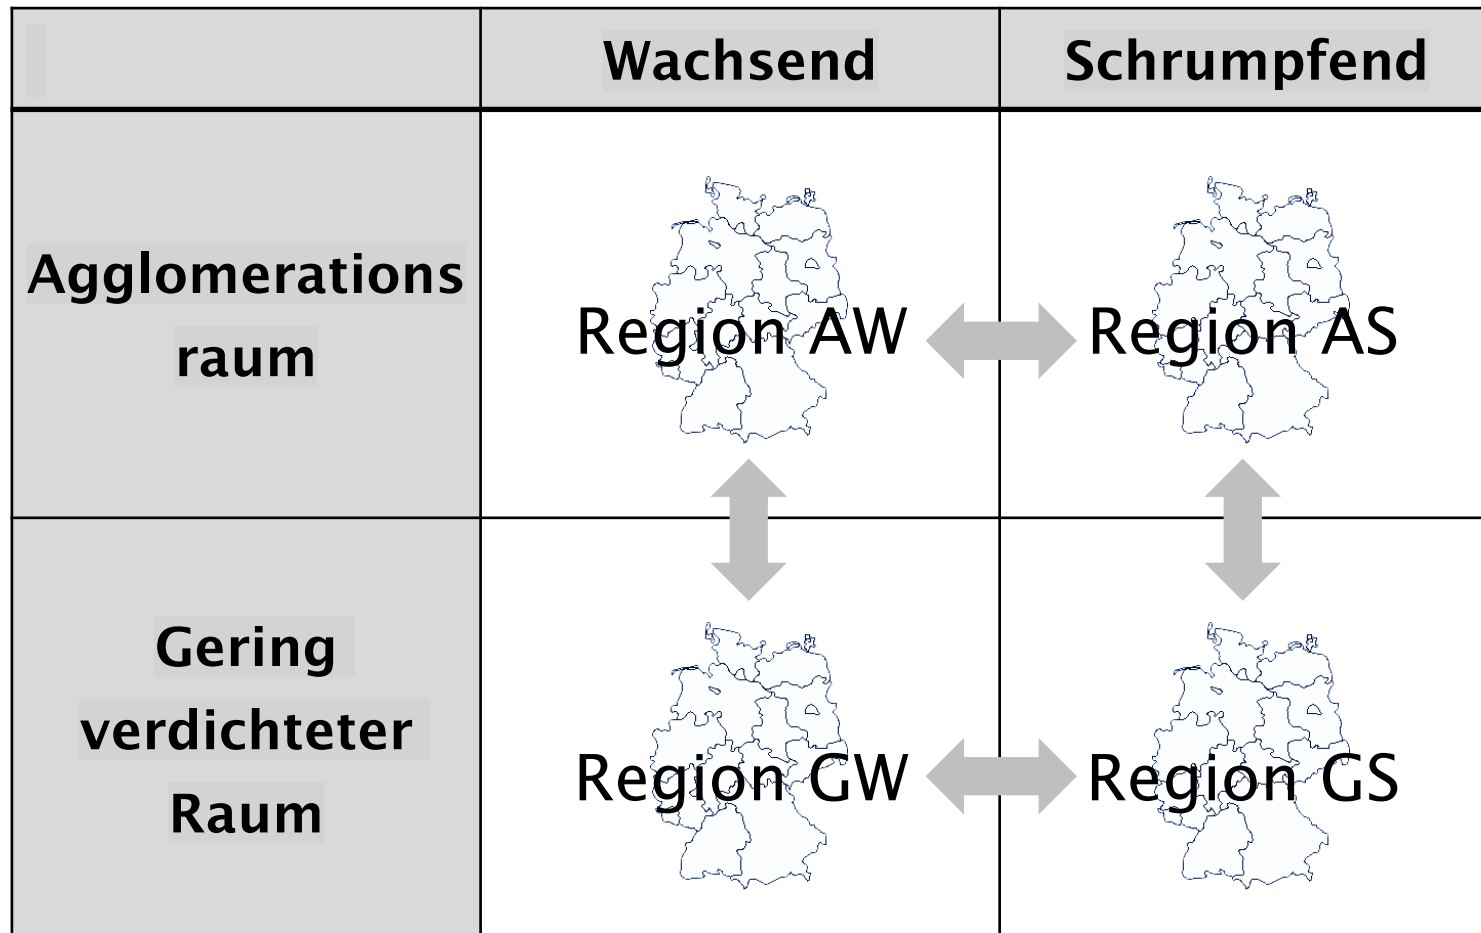 Wachsend
Schrumpfend
Agglomerations
raum
Region AW
Region AS
Gering
verdichteter
Raum
Region GW
Region GS